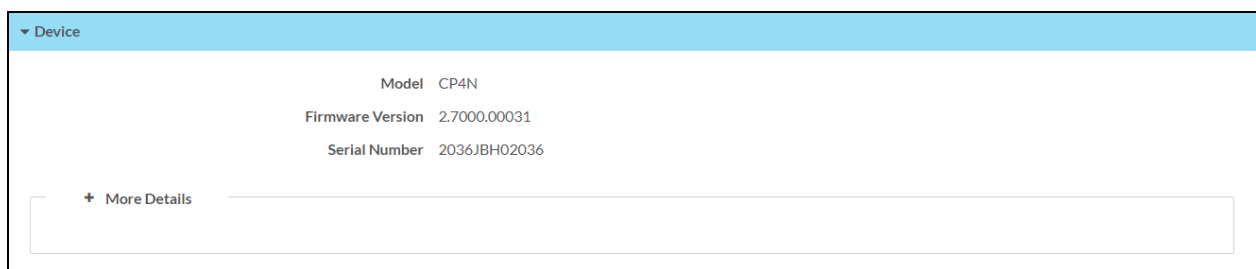 Device
Model CP4N
Firmware Version 2.7000.00031
Serial Number 2036JBH02036
+ More Details